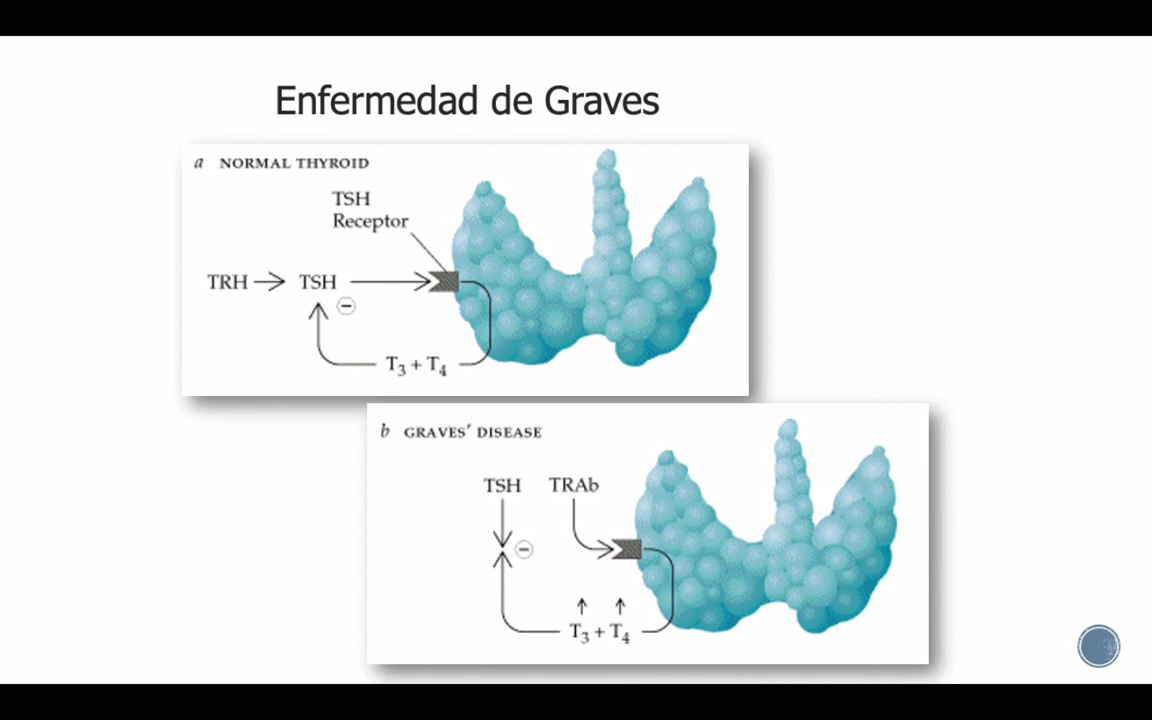 Enfermedad de Graves
a NORMAL THYROID
TSH
Receptor
TRH → TSH
−
T₃ + T₄
b GRAVES' DISEASE
TSH TRAb
−
↑ ↑
T₃ + T₄